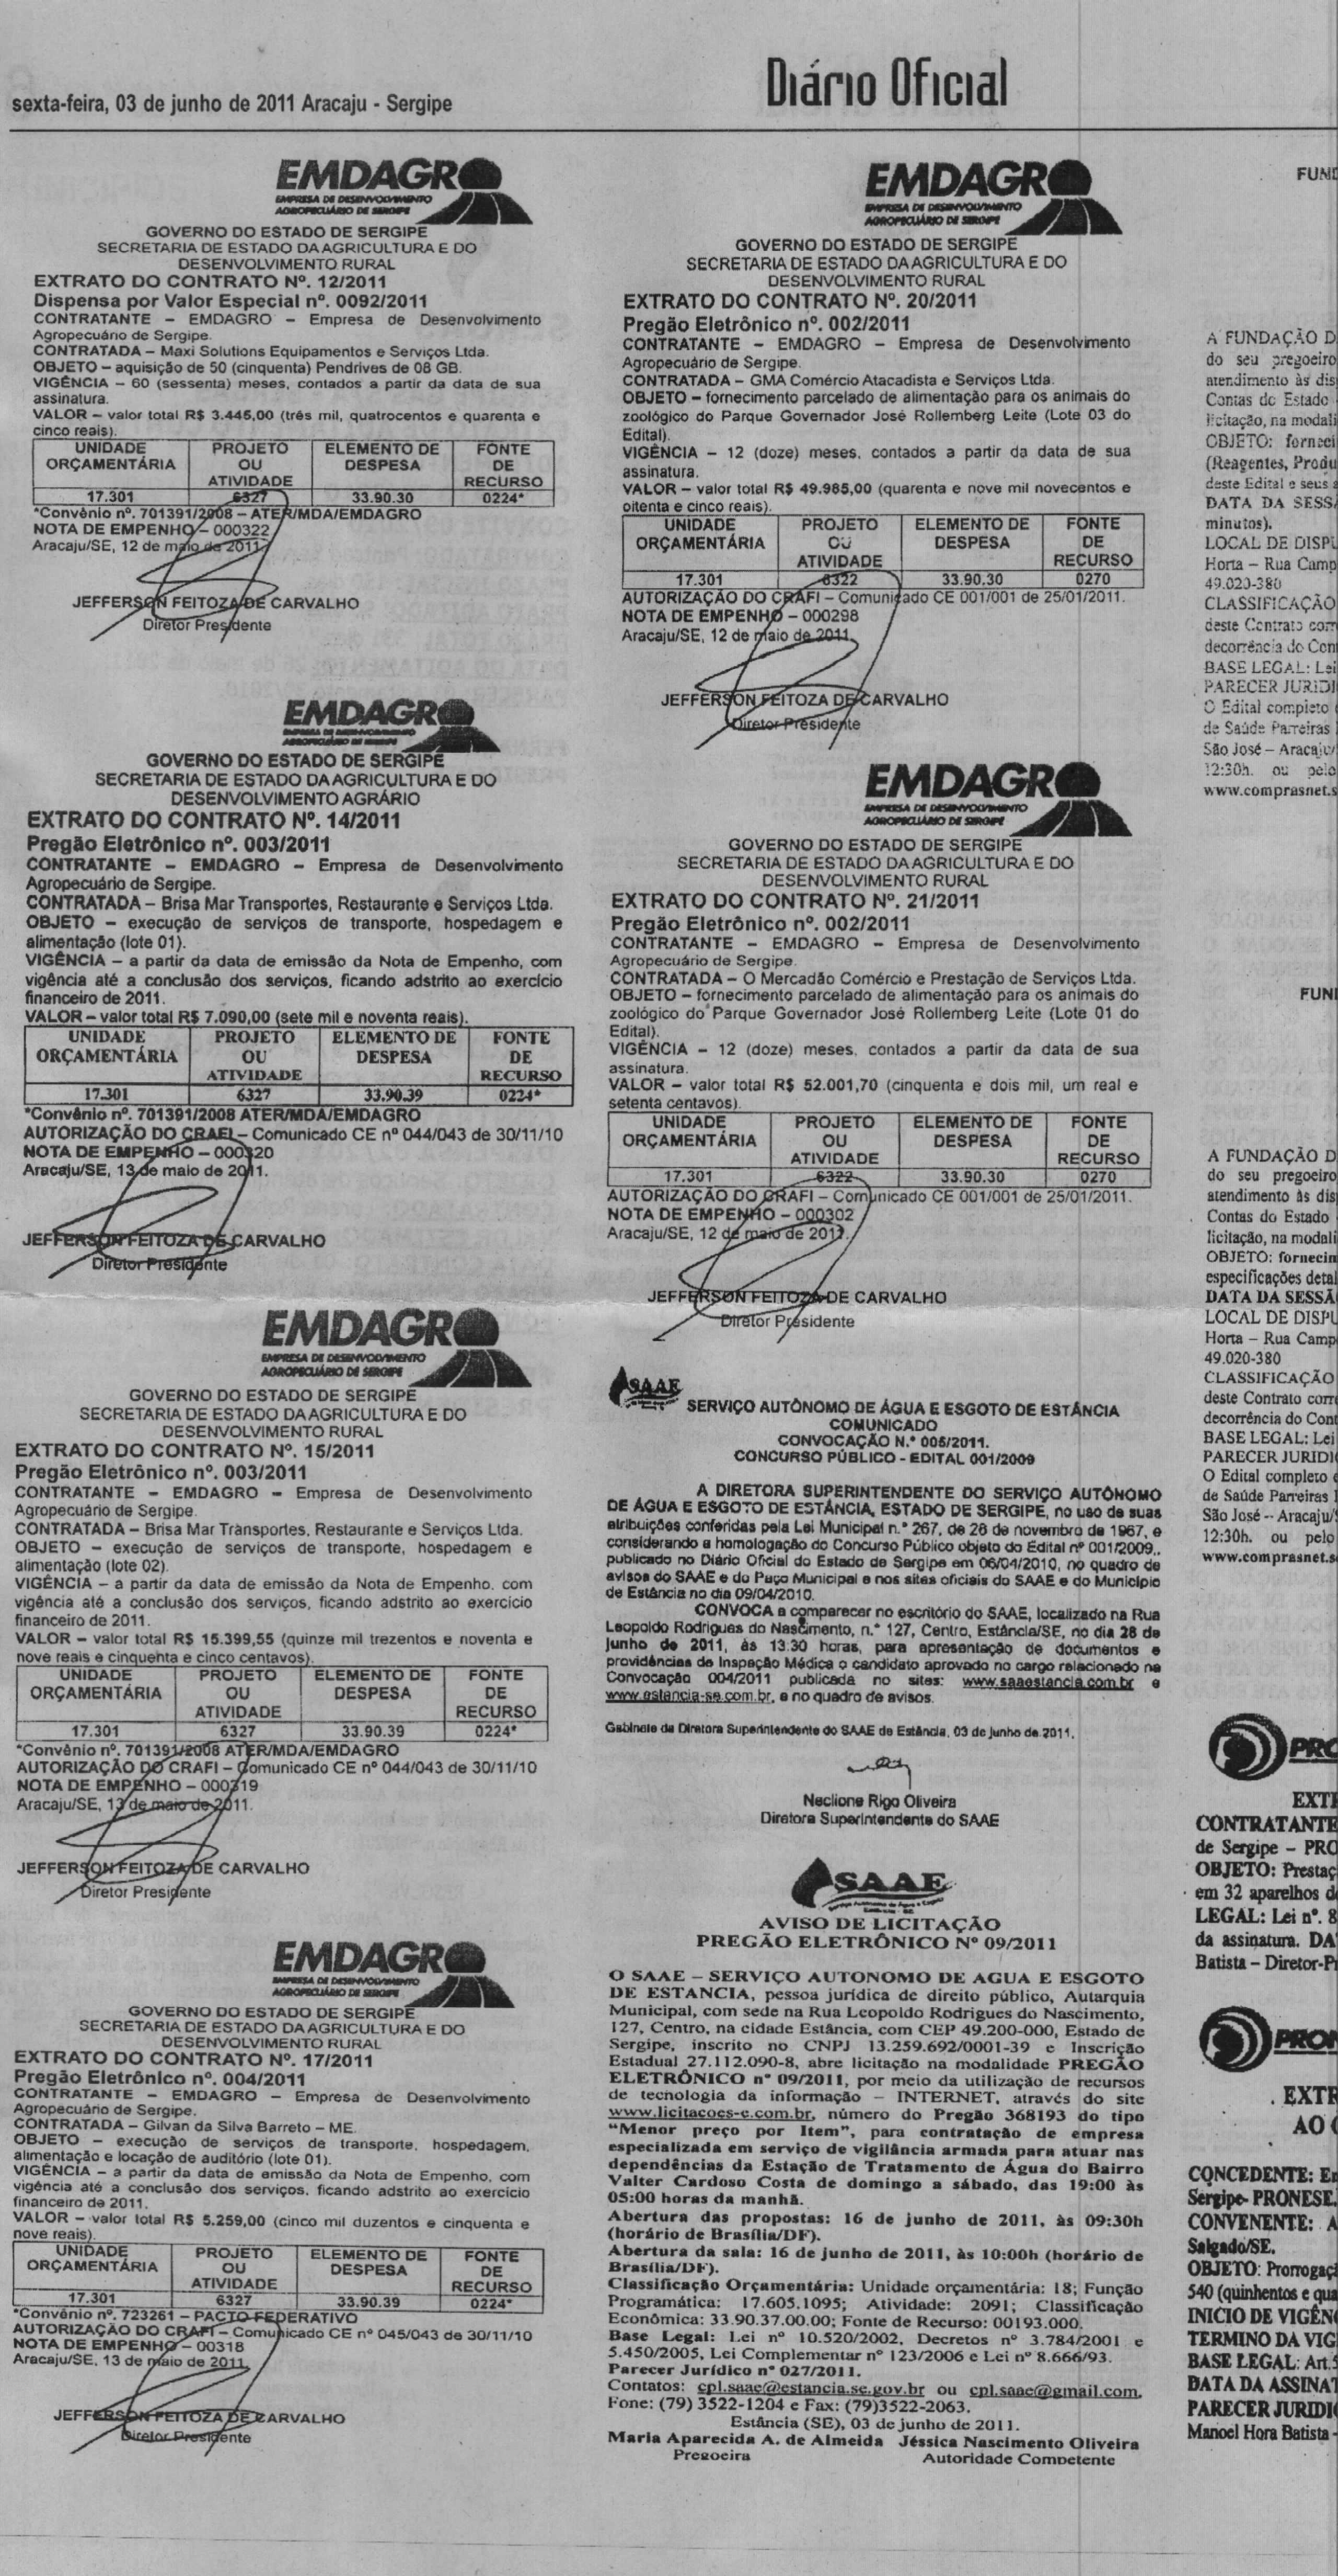 Diário Oficial
sexta-feira, 03 de junho de 2011 Aracaju - Sergipe
EMDAGRO
EMPRESA DE DESENVOLVIMENTO
AGROPECUÁRIO DE SERGIPE
GOVERNO DO ESTADO DE SERGIPE
SECRETARIA DE ESTADO DA AGRICULTURA E DO
DESENVOLVIMENTO RURAL
EXTRATO DO CONTRATO Nº. 12/2011
Dispensa por Valor Especial nº. 0092/2011
CONTRATANTE – EMDAGRO – Empresa de Desenvolvimento
Agropecuário de Sergipe.
CONTRATADA – Maxi Solutions Equipamentos e Serviços Ltda.
OBJETO – aquisição de 50 (cinquenta) Pendrives de 08 GB.
VIGÊNCIA – 60 (sessenta) meses, contados a partir da data de sua
assinatura.
VALOR – valor total R$ 3.445,00 (três mil, quatrocentos e quarenta e
cinco reais).
UNIDADE PROJETO ELEMENTO DE FONTE
ORÇAMENTÁRIA OU DESPESA DE
ATIVIDADE RECURSO
17.301 6327 33.90.30 0224*
*Convênio nº. 701391/2008 – ATER/MDA/EMDAGRO
NOTA DE EMPENHO – 000322
Aracaju/SE, 12 de maio de 2011
JEFFERSON FEITOZA DE CARVALHO
Diretor Presidente
EMDAGRO
EMPRESA DE DESENVOLVIMENTO
AGROPECUÁRIO DE SERGIPE
GOVERNO DO ESTADO DE SERGIPE
SECRETARIA DE ESTADO DA AGRICULTURA E DO
DESENVOLVIMENTO AGRÁRIO
EXTRATO DO CONTRATO Nº. 14/2011
Pregão Eletrônico nº. 003/2011
CONTRATANTE – EMDAGRO – Empresa de Desenvolvimento
Agropecuário de Sergipe.
CONTRATADA – Brisa Mar Transportes, Restaurante e Serviços Ltda.
OBJETO – execução de serviços de transporte, hospedagem e
alimentação (lote 01).
VIGÊNCIA – a partir da data de emissão da Nota de Empenho, com
vigência até a conclusão dos serviços, ficando adstrito ao exercício
financeiro de 2011.
VALOR – valor total R$ 7.090,00 (sete mil e noventa reais).
UNIDADE PROJETO ELEMENTO DE FONTE
ORÇAMENTÁRIA OU DESPESA DE
ATIVIDADE RECURSO
17.301 6327 33.90.39 0224*
*Convênio nº. 701391/2008 ATER/MDA/EMDAGRO
AUTORIZAÇÃO DO CRAFI – Comunicado CE nº 044/043 de 30/11/10
NOTA DE EMPENHO – 000320
Aracaju/SE, 13 de maio de 2011.
JEFFERSON FEITOZA DE CARVALHO
Diretor Presidente
EMDAGRO
EMPRESA DE DESENVOLVIMENTO
AGROPECUÁRIO DE SERGIPE
GOVERNO DO ESTADO DE SERGIPE
SECRETARIA DE ESTADO DA AGRICULTURA E DO
DESENVOLVIMENTO RURAL
EXTRATO DO CONTRATO Nº. 15/2011
Pregão Eletrônico nº. 003/2011
CONTRATANTE – EMDAGRO – Empresa de Desenvolvimento
Agropecuário de Sergipe.
CONTRATADA – Brisa Mar Transportes, Restaurante e Serviços Ltda.
OBJETO – execução de serviços de transporte, hospedagem e
alimentação (lote 02).
VIGÊNCIA – a partir da data de emissão da Nota de Empenho, com
vigência até a conclusão dos serviços, ficando adstrito ao exercício
financeiro de 2011.
VALOR – valor total R$ 15.399,55 (quinze mil trezentos e noventa e
nove reais e cinquenta e cinco centavos).
UNIDADE PROJETO ELEMENTO DE FONTE
ORÇAMENTÁRIA OU DESPESA DE
ATIVIDADE RECURSO
17.301 6327 33.90.39 0224*
*Convênio nº. 701391/2008 ATER/MDA/EMDAGRO
AUTORIZAÇÃO DO CRAFI – Comunicado CE nº 044/043 de 30/11/10
NOTA DE EMPENHO – 000319
Aracaju/SE, 13 de maio de 2011.
JEFFERSON FEITOZA DE CARVALHO
Diretor Presidente
EMDAGRO
EMPRESA DE DESENVOLVIMENTO
AGROPECUÁRIO DE SERGIPE
GOVERNO DO ESTADO DE SERGIPE
SECRETARIA DE ESTADO DA AGRICULTURA E DO
DESENVOLVIMENTO RURAL
EXTRATO DO CONTRATO Nº. 17/2011
Pregão Eletrônico nº. 004/2011
CONTRATANTE – EMDAGRO – Empresa de Desenvolvimento
Agropecuário de Sergipe.
CONTRATADA – Gilvan da Silva Barreto – ME.
OBJETO – execução de serviços de transporte, hospedagem,
alimentação e locação de auditório (lote 01).
VIGÊNCIA – a partir da data de emissão da Nota de Empenho, com
vigência até a conclusão dos serviços, ficando adstrito ao exercício
financeiro de 2011.
VALOR – valor total R$ 5.259,00 (cinco mil duzentos e cinquenta e
nove reais).
UNIDADE PROJETO ELEMENTO DE FONTE
ORÇAMENTÁRIA OU DESPESA DE
ATIVIDADE RECURSO
17.301 6327 33.90.39 0224*
*Convênio nº. 723261 – PACTO FEDERATIVO
AUTORIZAÇÃO DO CRAFI – Comunicado CE nº 045/043 de 30/11/10
NOTA DE EMPENHO – 00318
Aracaju/SE, 13 de maio de 2011
JEFFERSON FEITOZA DE CARVALHO
Diretor Presidente
EMDAGRO
EMPRESA DE DESENVOLVIMENTO
AGROPECUÁRIO DE SERGIPE
GOVERNO DO ESTADO DE SERGIPE
SECRETARIA DE ESTADO DA AGRICULTURA E DO
DESENVOLVIMENTO RURAL
EXTRATO DO CONTRATO Nº. 20/2011
Pregão Eletrônico nº. 002/2011
CONTRATANTE – EMDAGRO – Empresa de Desenvolvimento
Agropecuário de Sergipe.
CONTRATADA – GMA Comércio Atacadista e Serviços Ltda.
OBJETO – fornecimento parcelado de alimentação para os animais do
zoológico do Parque Governador José Rollemberg Leite (Lote 03 do
Edital).
VIGÊNCIA – 12 (doze) meses, contados a partir da data de sua
assinatura.
VALOR – valor total R$ 49.985,00 (quarenta e nove mil novecentos e
oitenta e cinco reais).
UNIDADE PROJETO ELEMENTO DE FONTE
ORÇAMENTÁRIA OU DESPESA DE
ATIVIDADE RECURSO
17.301 6322 33.90.30 0270
AUTORIZAÇÃO DO CRAFI – Comunicado CE 001/001 de 25/01/2011.
NOTA DE EMPENHO – 000298
Aracaju/SE, 12 de maio de 2011
JEFFERSON FEITOZA DE CARVALHO
Diretor Presidente
EMDAGRO
EMPRESA DE DESENVOLVIMENTO
AGROPECUÁRIO DE SERGIPE
GOVERNO DO ESTADO DE SERGIPE
SECRETARIA DE ESTADO DA AGRICULTURA E DO
DESENVOLVIMENTO RURAL
EXTRATO DO CONTRATO Nº. 21/2011
Pregão Eletrônico nº. 002/2011
CONTRATANTE – EMDAGRO – Empresa de Desenvolvimento
Agropecuário de Sergipe.
CONTRATADA – O Mercadão Comércio e Prestação de Serviços Ltda.
OBJETO – fornecimento parcelado de alimentação para os animais do
zoológico do Parque Governador José Rollemberg Leite (Lote 01 do
Edital).
VIGÊNCIA – 12 (doze) meses, contados a partir da data de sua
assinatura.
VALOR – valor total R$ 52.001,70 (cinquenta e dois mil, um real e
setenta centavos).
UNIDADE PROJETO ELEMENTO DE FONTE
ORÇAMENTÁRIA OU DESPESA DE
ATIVIDADE RECURSO
17.301 6322 33.90.30 0270
AUTORIZAÇÃO DO CRAFI – Comunicado CE 001/001 de 25/01/2011.
NOTA DE EMPENHO – 000302
Aracaju/SE, 12 de maio de 2011.
JEFFERSON FEITOZA DE CARVALHO
Diretor Presidente
SAAE
SERVIÇO AUTÔNOMO DE ÁGUA E ESGOTO DE ESTÂNCIA
COMUNICADO
CONVOCAÇÃO N.º 005/2011.
CONCURSO PÚBLICO - EDITAL 001/2009
A DIRETORA SUPERINTENDENTE DO SERVIÇO AUTÔNOMO
DE ÁGUA E ESGOTO DE ESTÂNCIA, ESTADO DE SERGIPE, no uso de suas
atribuições conferidas pela Lei Municipal n.º 267, de 28 de novembro de 1967, e
considerando a homologação do Concurso Público objeto do Edital nº 001/2009.,
publicado no Diário Oficial do Estado de Sergipe em 06/04/2010, no quadro de
avisos do SAAE e do Paço Municipal e nos sites oficiais do SAAE e do Município
de Estância no dia 09/04/2010.
CONVOCA a comparecer no escritório do SAAE, localizado na Rua
Leopoldo Rodrigues do Nascimento, n.º 127, Centro, Estância/SE, no dia 28 de
junho de 2011, às 13:30 horas, para apresentação de documentos e
providências de Inspeção Médica o candidato aprovado no cargo relacionado na
Convocação 004/2011 publicada no sites: www.saaestancia.com.br e
www.estancia-se.com.br, e no quadro de avisos.
Gabinete da Diretora Superintendente do SAAE de Estância, 03 de junho de 2011.
Neclione Rigo Oliveira
Diretora Superintendente do SAAE
SAAE
AVISO DE LICITAÇÃO
PREGÃO ELETRÔNICO Nº 09/2011
O SAAE – SERVIÇO AUTONOMO DE AGUA E ESGOTO
DE ESTANCIA, pessoa jurídica de direito público, Autarquia
Municipal, com sede na Rua Leopoldo Rodrigues do Nascimento,
127, Centro, na cidade Estância, com CEP 49.200-000, Estado de
Sergipe, inscrito no CNPJ 13.259.692/0001-39 e Inscrição
Estadual 27.112.090-8, abre licitação na modalidade PREGÃO
ELETRÔNICO nº 09/2011, por meio da utilização de recursos
de tecnologia da informação – INTERNET, através do site
www.licitacoes-e.com.br, número do Pregão 368193 do tipo
“Menor preço por Item”, para contratação de empresa
especializada em serviço de vigilância armada para atuar nas
dependências da Estação de Tratamento de Água do Bairro
Valter Cardoso Costa de domingo a sábado, das 19:00 às
05:00 horas da manhã.
Abertura das propostas: 16 de junho de 2011, às 09:30h
(horário de Brasília/DF).
Abertura da sala: 16 de junho de 2011, às 10:00h (horário de
Brasília/DF).
Classificação Orçamentária: Unidade orçamentária: 18; Função
Programática: 17.605.1095; Atividade: 2091; Classificação
Econômica: 33.90.37.00.00; Fonte de Recurso: 00193.000.
Base Legal: Lei nº 10.520/2002, Decretos nº 3.784/2001 e
5.450/2005, Lei Complementar nº 123/2006 e Lei nº 8.666/93.
Parecer Jurídico nº 027/2011.
Contatos: cpl.saae@estancia.se.gov.br ou cpl.saae@gmail.com,
Fone: (79) 3522-1204 e Fax: (79)3522-2063.
Estância (SE), 03 de junho de 2011.
Maria Aparecida A. de Almeida Jéssica Nascimento Oliveira
Pregoeira Autoridade Competente
FUND
A FUNDAÇÃO D
do seu pregoeiro
atendimento às dis
Contas do Estado
licitação, na modali
OBJETO: forneci
(Reagentes, Produ
deste Edital e seus a
DATA DA SESS
minutos).
LOCAL DE DISPU
Horta – Rua Camp
49.020-380
CLASSIFICAÇÃO
deste Contrato corr
decorrência do Con
BASE LEGAL: Lei
PARECER JURIDI
O Edital completo
de Saúde Parreiras
São José – Aracaju/
12:30h. ou pelo
www.comprasnet.s
FUN
A FUNDAÇÃO D
do seu pregoeiro
atendimento às dis
Contas do Estado
licitação, na modali
OBJETO: fornecin
especificações detal
DATA DA SESSÃ
LOCAL DE DISPU
Horta – Rua Camp
49.020-380
CLASSIFICAÇÃO
deste Contrato corr
decorrência do Cont
BASE LEGAL: Lei
PARECER JURIDI
O Edital completo e
de Saúde Parreiras
São José -- Aracaju/
12:30h. ou pelo
www.comprasnet.s
PRO
EXT
CONTRATANTE
de Sergipe – PRO
OBJETO: Prestaç
em 32 aparelhos d
LEGAL: Lei nº. 8
da assinatura. DA
Batista – Diretor-P
PRON
EXTR
AO
CONCEDENTE: E
Sergipe- PRONESE.
CONVENENTE: A
Salgado/SE.
OBJETO: Prorrogaç
540 (quinhentos e qua
INICIO DE VIGÊN
TERMINO DA VIG
BASE LEGAL: Art.5
DATA DA ASSINAT
PARECER JURIDI
Manoel Hora Batista -